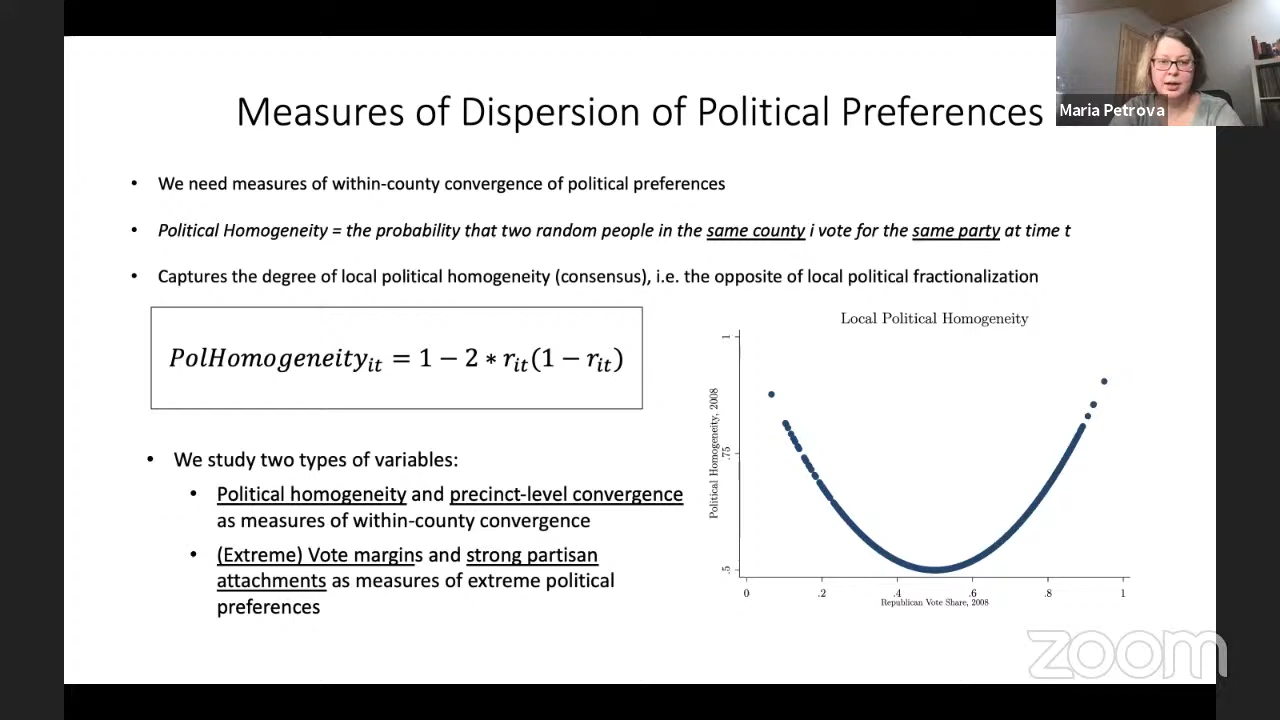 Measures of Dispersion of Political Preferences
Maria Petrova
• We need measures of within-county convergence of political preferences
• Political Homogeneity = the probability that two random people in the same county i vote for the same party at time t
• Captures the degree of local political homogeneity (consensus), i.e. the opposite of local political fractionalization
PolHomogeneity_it = 1 − 2 * r_it(1 − r_it)
• We study two types of variables:
• Political homogeneity and precinct-level convergence
as measures of within-county convergence
• (Extreme) Vote margins and strong partisan
attachments as measures of extreme political
preferences
Local Political Homogeneity
Political Homogeneity, 2008
1
.75
.5
0 .2 .4 .6 .8 1
Republican Vote Share, 2008
zoom